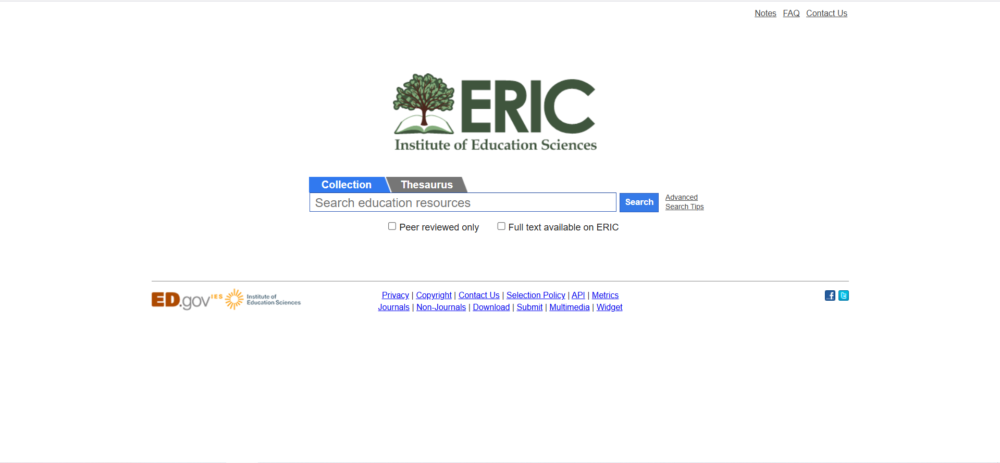 Notes FAQ Contact Us
ERIC
Institute of Education Sciences
Collection Thesaurus
Search education resources Search Advanced
Search Tips
Peer reviewed only Full text available on ERIC
ED.gov IES Institute of
Education Sciences
Privacy | Copyright | Contact Us | Selection Policy | API | Metrics
Journals | Non-Journals | Download | Submit | Multimedia | Widget